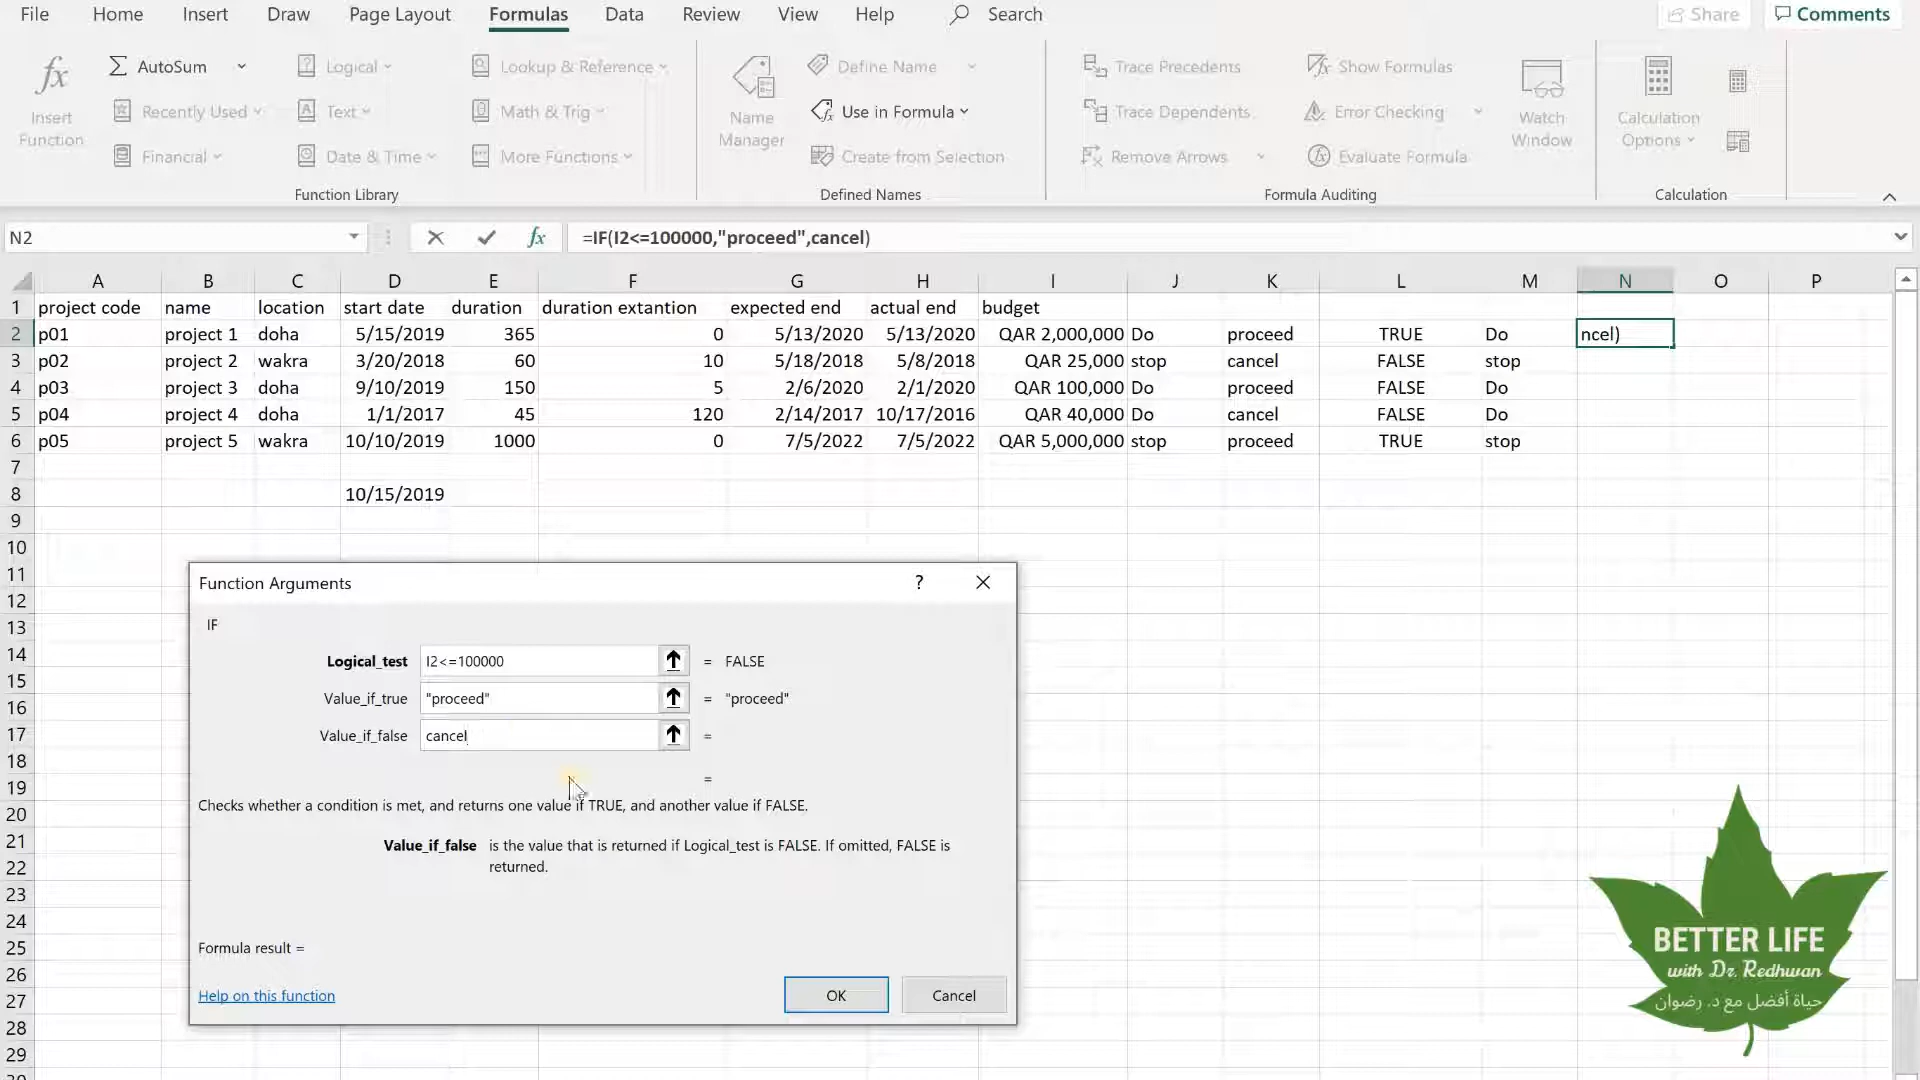 File Home Insert Draw Page Layout Formulas Data Review View Help Search Share Comments
fx AutoSum Logical Lookup & Reference Define Name Trace Precedents Show Formulas
Insert Function Recently Used Text Math & Trig Name Manager Use in Formula Trace Dependents Error Checking Watch Window Calculation Options
Financial Date & Time More Functions Create from Selection Remove Arrows Evaluate Formula
Function Library Defined Names Formula Auditing Calculation
N2 fx =IF(I2<=100000,"proceed",cancel)
A B C D E F G H I J K L M N O P
1 project code name location start date duration duration extantion expected end actual end budget
2 p01 project 1 doha 5/15/2019 365 0 5/13/2020 5/13/2020 QAR 2,000,000 Do proceed TRUE Do ncel)
3 p02 project 2 wakra 3/20/2018 60 10 5/18/2018 5/8/2018 QAR 25,000 stop cancel FALSE stop
4 p03 project 3 doha 9/10/2019 150 5 2/6/2020 2/1/2020 QAR 100,000 Do proceed FALSE Do
5 p04 project 4 doha 1/1/2017 45 120 2/14/2017 10/17/2016 QAR 40,000 Do cancel FALSE Do
6 p05 project 5 wakra 10/10/2019 1000 0 7/5/2022 7/5/2022 QAR 5,000,000 stop proceed TRUE stop
7
8 10/15/2019
9
10
11
12
13
14
15
16
17
18
19
20
21
22
23
24
25
26
27
28
29
Function Arguments ?
IF
Logical_test I2<=100000 = FALSE
Value_if_true "proceed" = "proceed"
Value_if_false cancel =
=
Checks whether a condition is met, and returns one value if TRUE, and another value if FALSE.
Value_if_false is the value that is returned if Logical_test is FALSE. If omitted, FALSE is
returned.
Formula result =
Help on this function OK Cancel
BETTER LIFE
with Dr. Redhwan
حياة أفضل مع د. رضوان